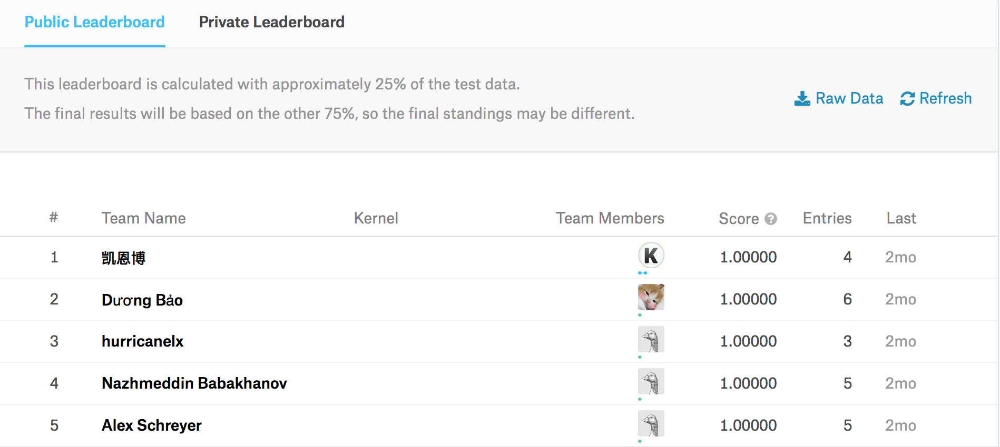 Public Leaderboard Private Leaderboard
This leaderboard is calculated with approximately 25% of the test data.
The final results will be based on the other 75%, so the final standings may be different.
Raw Data Refresh
# Team Name Kernel Team Members Score ? Entries Last
1 凯恩博 K 1.00000 4 2mo
2 Dương Bảo 1.00000 6 2mo
3 hurricanelx 1.00000 3 2mo
4 Nazhmeddin Babakhanov 1.00000 5 2mo
5 Alex Schreyer 1.00000 5 2mo